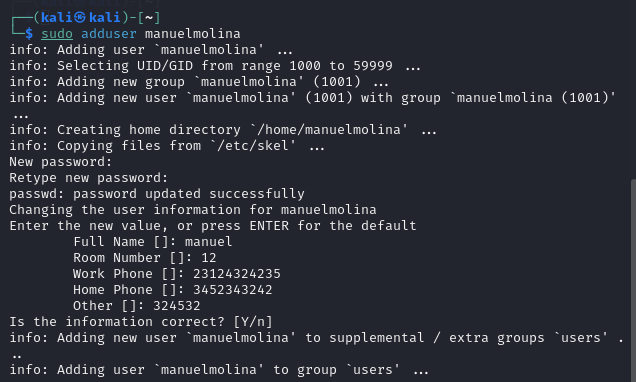 ┌──(kali㉿kali)-[~]
└─$ sudo adduser manuelmolina
info: Adding user `manuelmolina' ...
info: Selecting UID/GID from range 1000 to 59999 ...
info: Adding new group `manuelmolina' (1001) ...
info: Adding new user `manuelmolina' (1001) with group `manuelmolina (1001)'
...
info: Creating home directory `/home/manuelmolina' ...
info: Copying files from `/etc/skel' ...
New password:
Retype new password:
passwd: password updated successfully
Changing the user information for manuelmolina
Enter the new value, or press ENTER for the default
Full Name []: manuel
Room Number []: 12
Work Phone []: 23124324235
Home Phone []: 3452343242
Other []: 324532
Is the information correct? [Y/n]
info: Adding new user `manuelmolina' to supplemental / extra groups `users' .
..
info: Adding user `manuelmolina' to group `users' ...